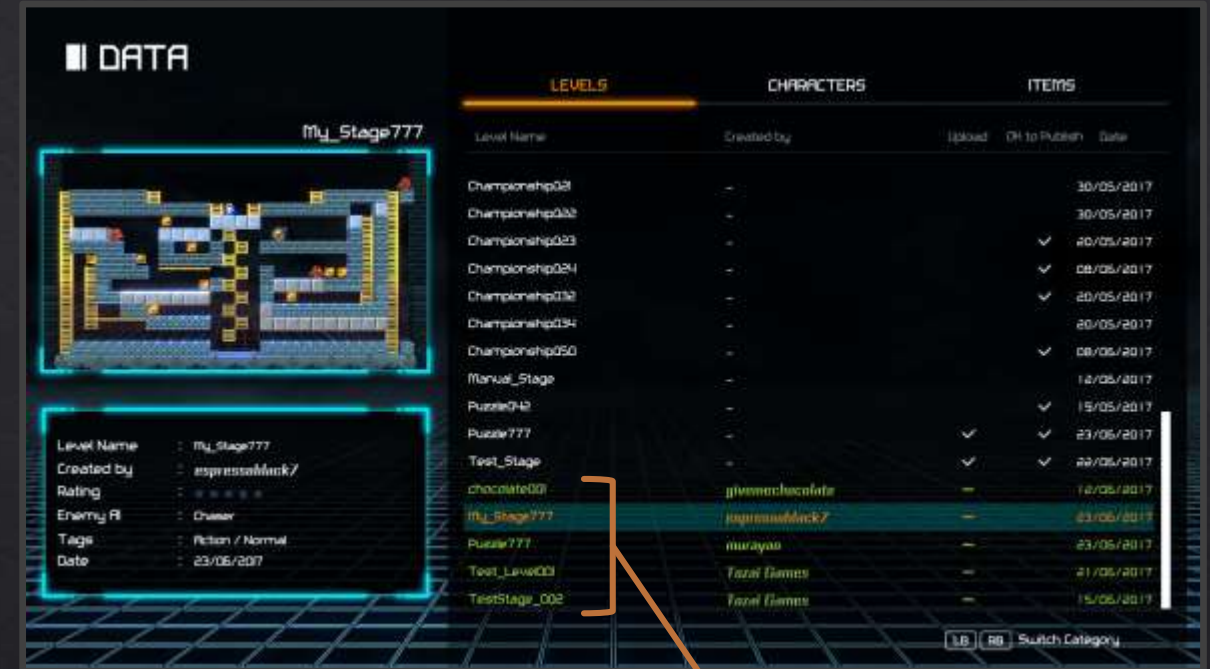 DATA
LEVELS CHARACTERS ITEMS
My_Stage777
Level Name Created by Upload OK to Publish Date
Championship021 - 30/05/2017
Championship022 - 30/05/2017
Championship023 - ✓ 20/05/2017
Championship024 - ✓ 08/06/2017
Championship032 - ✓ 20/05/2017
Championship034 - 20/05/2017
Championship050 - ✓ 08/06/2017
Manual_Stage - 12/06/2017
Puzzle042 - ✓ 15/05/2017
Puzzle777 - ✓ ✓ 23/06/2017
Test_Stage - ✓ ✓ 22/06/2017
chocolate001 givemechocolate - 12/06/2017
My_Stage777 espressoblack7 - 23/06/2017
Puzzle777 murayan - 23/06/2017
Test_Level001 Tozai Games - 21/06/2017
TestStage_002 Tozai Games - 15/06/2017
Level Name : My_Stage777
Created by : espressoblack7
Rating : ★★★★★
Enemy AI : Chaser
Tags : Action / Normal
Date : 23/06/2017
LB RB Switch Category